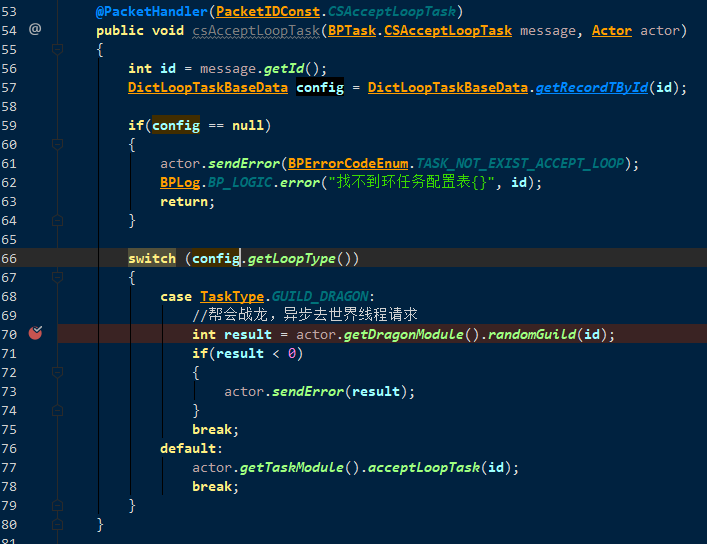 53 @PacketHandler(PacketIDConst.CSAcceptLoopTask)
54 @ public void csAcceptLoopTask(BPTask.CSAcceptLoopTask message, Actor actor)
55 {
56 int id = message.getId();
57 DictLoopTaskBaseData config = DictLoopTaskBaseData.getRecordTById(id);
58
59 if(config == null)
60 {
61 actor.sendError(BPErrorCodeEnum.TASK_NOT_EXIST_ACCEPT_LOOP);
62 BPLog.BP_LOGIC.error("找不到环任务配置表{}", id);
63 return;
64 }
65
66 switch (config.getLoopType())
67 {
68 case TaskType.GUILD_DRAGON:
69 //帮会战龙，异步去世界线程请求
70 int result = actor.getDragonModule().randomGuild(id);
71 if(result < 0)
72 {
73 actor.sendError(result);
74 }
75 break;
76 default:
77 actor.getTaskModule().acceptLoopTask(id);
78 break;
79 }
80 }
81